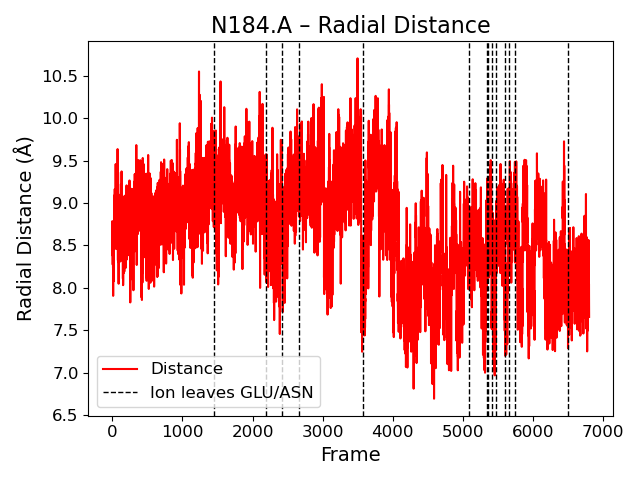 N184.A – Radial Distance
Radial Distance (Å)
10.5
10.0
9.5
9.0
8.5
8.0
7.5
7.0
6.5
Distance
Ion leaves GLU/ASN
0 1000 2000 3000 4000 5000 6000 7000
Frame